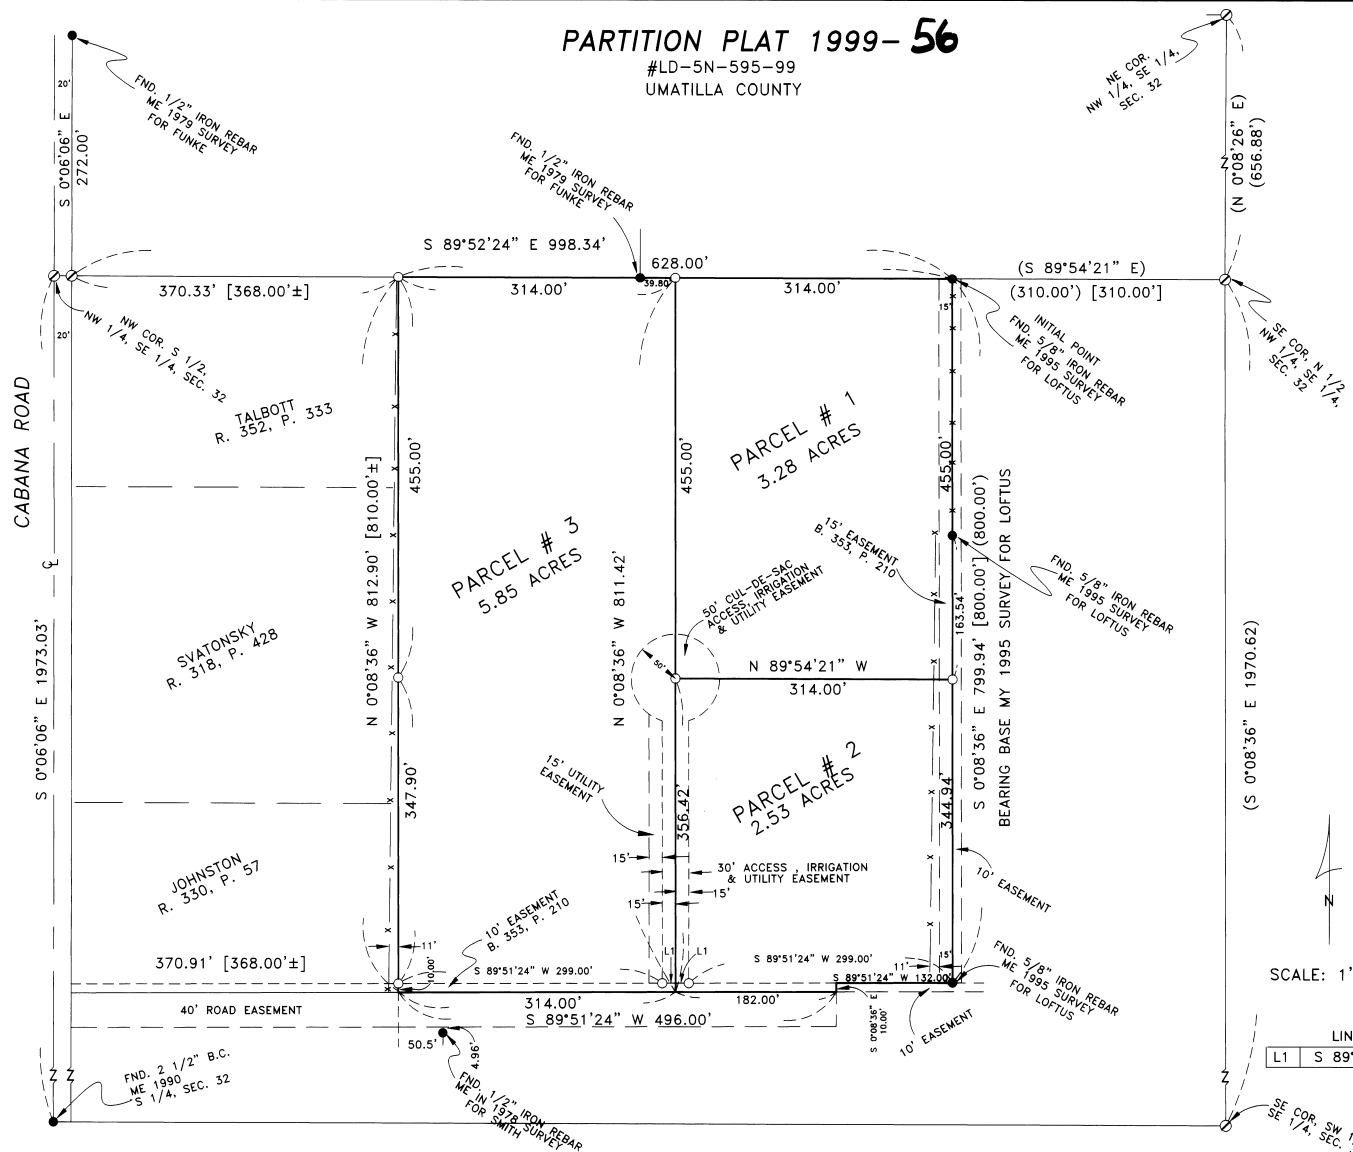 PARTITION PLAT 1999- 56
#LD-5N-595-99
UMATILLA COUNTY
20'
S 0°06'06" E
272.00'
FND. 1/2" IRON REBAR
ME 1979 SURVEY
FOR FUNKE
FND. 1/2" IRON REBAR
ME 1979 SURVEY
FOR FUNKE
NE COR.
NW 1/4, SE 1/4,
SEC. 32
(N 0°08'26" E)
(656.88')
Z
S 89°52'24" E 998.34'
628.00'
(S 89°54'21" E)
370.33' [368.00'±]
314.00'
39.80'
314.00'
(310.00') [310.00']
15'
20'
NW COR. S 1/2,
NW 1/4, SE 1/4, SEC. 32
INITIAL POINT
FND. 5/8" IRON REBAR
ME 1995 SURVEY
FOR LOFTUS
SE COR, N 1/2
NW 1/4, SE 1/4,
SEC. 32
CABANA ROAD
TALBOTT
R. 352, P. 333
PARCEL # 1
3.28 ACRES
455.00'
455.00'
455.00'
N 0°08'36" W 812.90' [810.00'±]
PARCEL # 3
5.85 ACRES
N 0°08'36" W 811.42'
15' EASEMENT
B. 353, P. 210
50' CUL-DE-SAC
ACCESS, IRRIGATION
& UTILITY EASEMENT
163.54'
S 0°08'36" E 799.94' [800.00'] (800.00')
BEARING BASE MY 1995 SURVEY FOR LOFTUS
FND. 5/8" IRON REBAR
ME 1995 SURVEY
FOR LOFTUS
℄
S 0°06'06" E 1973.03'
SVATONSKY
R. 318, P. 428
50'
N 89°54'21" W
314.00'
(S 0°08'36" E 1970.62)
347.90'
15' UTILITY
EASEMENT
356.42'
PARCEL # 2
2.53 ACRES
344.94'
JOHNSTON
R. 330, P. 57
15'
30' ACCESS , IRRIGATION
& UTILITY EASEMENT
15'
15'
10' EASEMENT
N
10' EASEMENT
B. 353, P. 210
370.91' [368.00'±]
11'
10.00'
S 89°51'24" W 299.00'
L1
L1
S 89°51'24" W 299.00'
11'
15'
S 89°51'24" W 132.00'
FND. 5/8" IRON REBAR
ME 1995 SURVEY
FOR LOFTUS
SCALE: 1'
40' ROAD EASEMENT
314.00'
182.00'
S 89°51'24" W 496.00'
S 0°08'36" E
10.00'
10' EASEMENT
50.5'
4.96'
LIN
L1 S 89°
FND. 2 1/2" B.C.
ME 1990
S 1/4, SEC. 32
Z Z
Z
FND. 1/2" IRON REBAR
ME IN 1978 SURVEY
FOR SMITH
SE COR, SW 1/
SE 1/4, SEC.